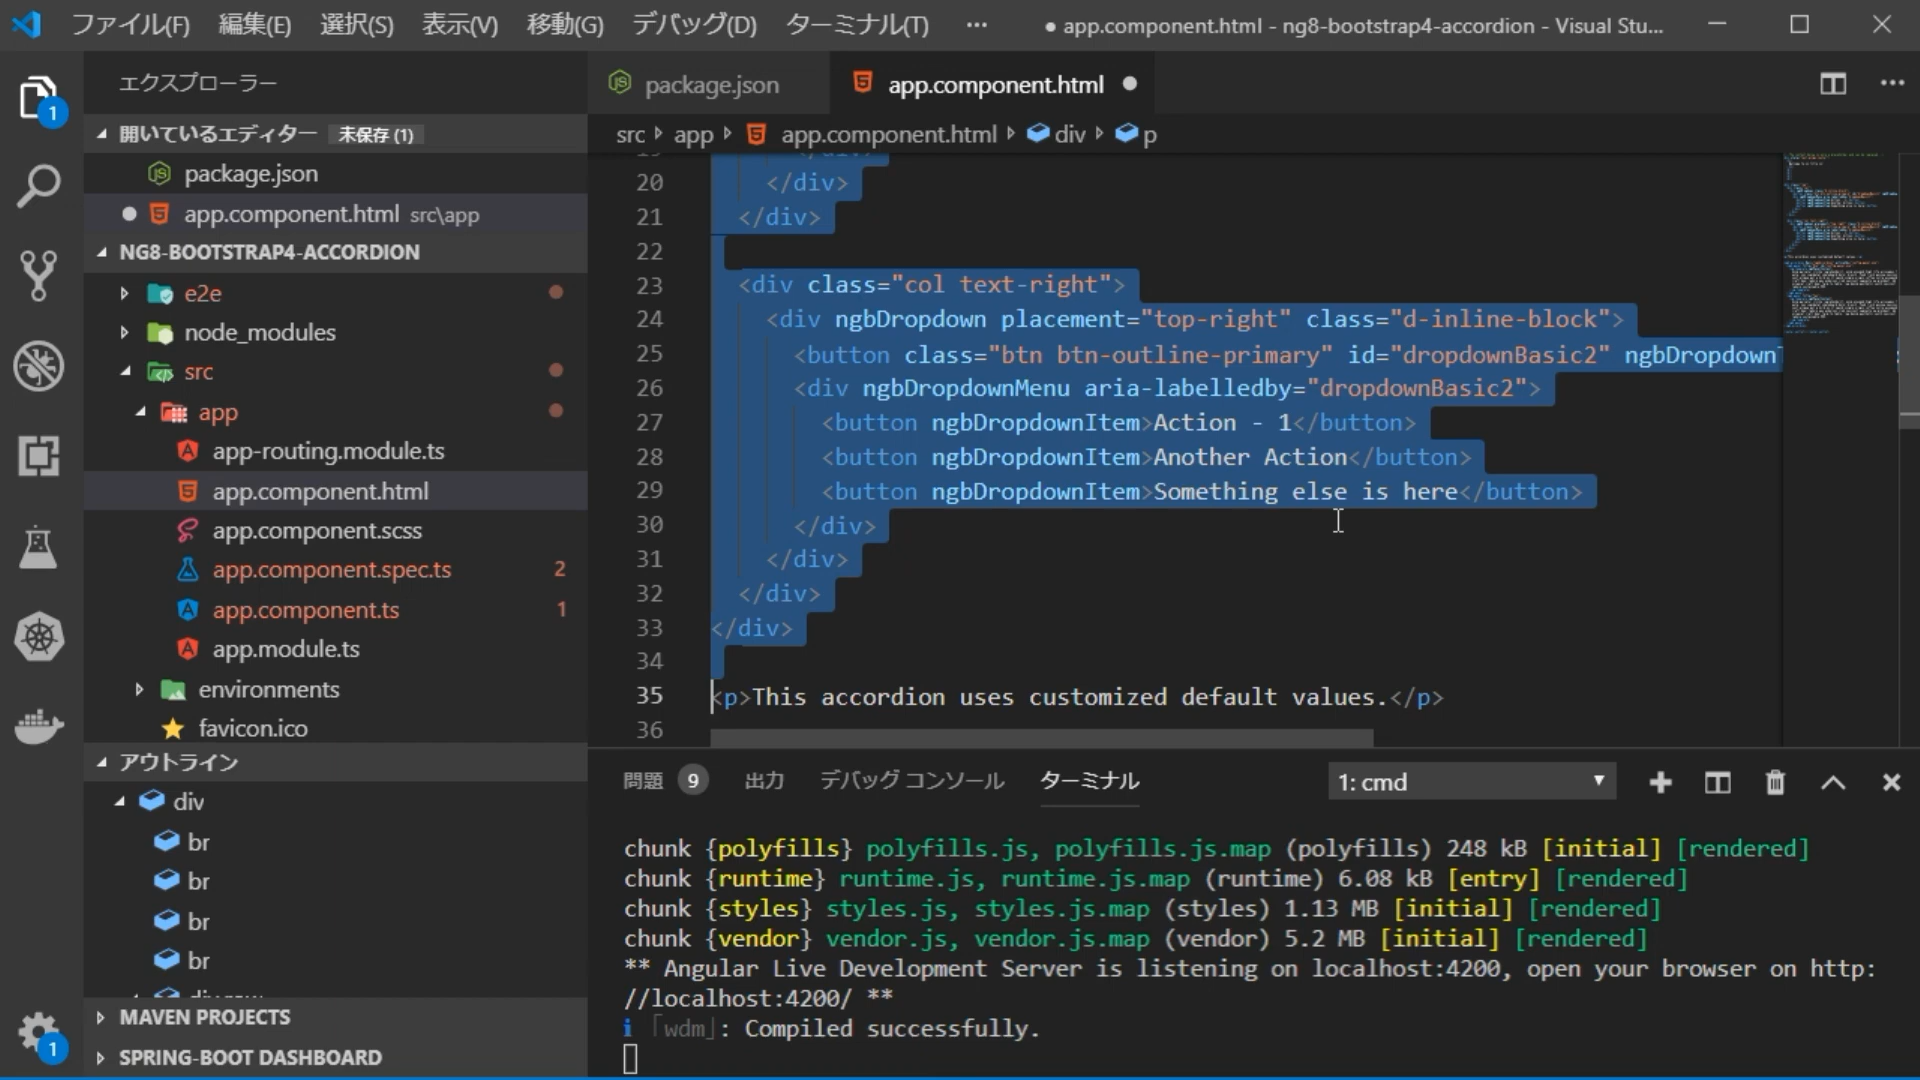 ファイル(F) 編集(E) 選択(S) 表示(V) 移動(G) デバッグ(D) ターミナル(T) ··· ● app.component.html - ng8-bootstrap4-accordion - Visual Stu...
エクスプローラー
開いているエディター 未保存 (1)
package.json
app.component.html src\app
NG8-BOOTSTRAP4-ACCORDION
e2e
node_modules
src
app
app-routing.module.ts
app.component.html
app.component.scss
app.component.spec.ts 2
app.component.ts 1
app.module.ts
environments
favicon.ico
アウトライン
div
br
br
br
br
MAVEN PROJECTS
SPRING-BOOT DASHBOARD
1
1
package.json app.component.html ●
src app app.component.html div p
20 </div>
21 </div>
22
23 <div class="col text-right">
24 <div ngbDropdown placement="top-right" class="d-inline-block">
25 <button class="btn btn-outline-primary" id="dropdownBasic2" ngbDropdown
26 <div ngbDropdownMenu aria-labelledby="dropdownBasic2">
27 <button ngbDropdownItem>Action - 1</button>
28 <button ngbDropdownItem>Another Action</button>
29 <button ngbDropdownItem>Something else is here</button>
30 </div>
31 </div>
32 </div>
33 </div>
34
35 <p>This accordion uses customized default values.</p>
36
問題 9 出力 デバッグ コンソール ターミナル 1: cmd
chunk {polyfills} polyfills.js, polyfills.js.map (polyfills) 248 kB [initial] [rendered]
chunk {runtime} runtime.js, runtime.js.map (runtime) 6.08 kB [entry] [rendered]
chunk {styles} styles.js, styles.js.map (styles) 1.13 MB [initial] [rendered]
chunk {vendor} vendor.js, vendor.js.map (vendor) 5.2 MB [initial] [rendered]
** Angular Live Development Server is listening on localhost:4200, open your browser on http:
//localhost:4200/ **
i ｢wdm｣: Compiled successfully.